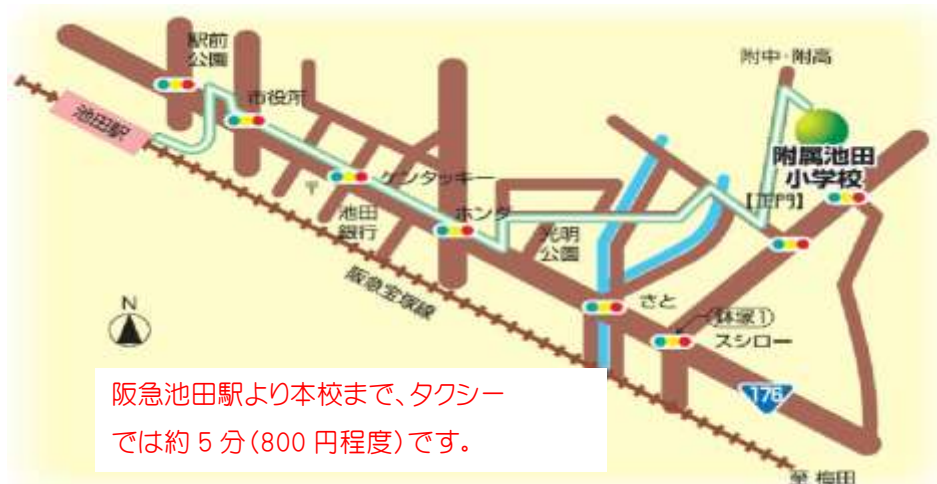 駅前
公園
市役所
池田駅
附中・附高
附属池田
小学校
【正門】
ケンタッキー
〒
池田
銀行
ホンダ
光明
公園
阪急宝塚線
さと
鉢塚1
スシロー
N
176
阪急池田駅より本校まで、タクシー
では約5分(800円程度)です。
至 梅田